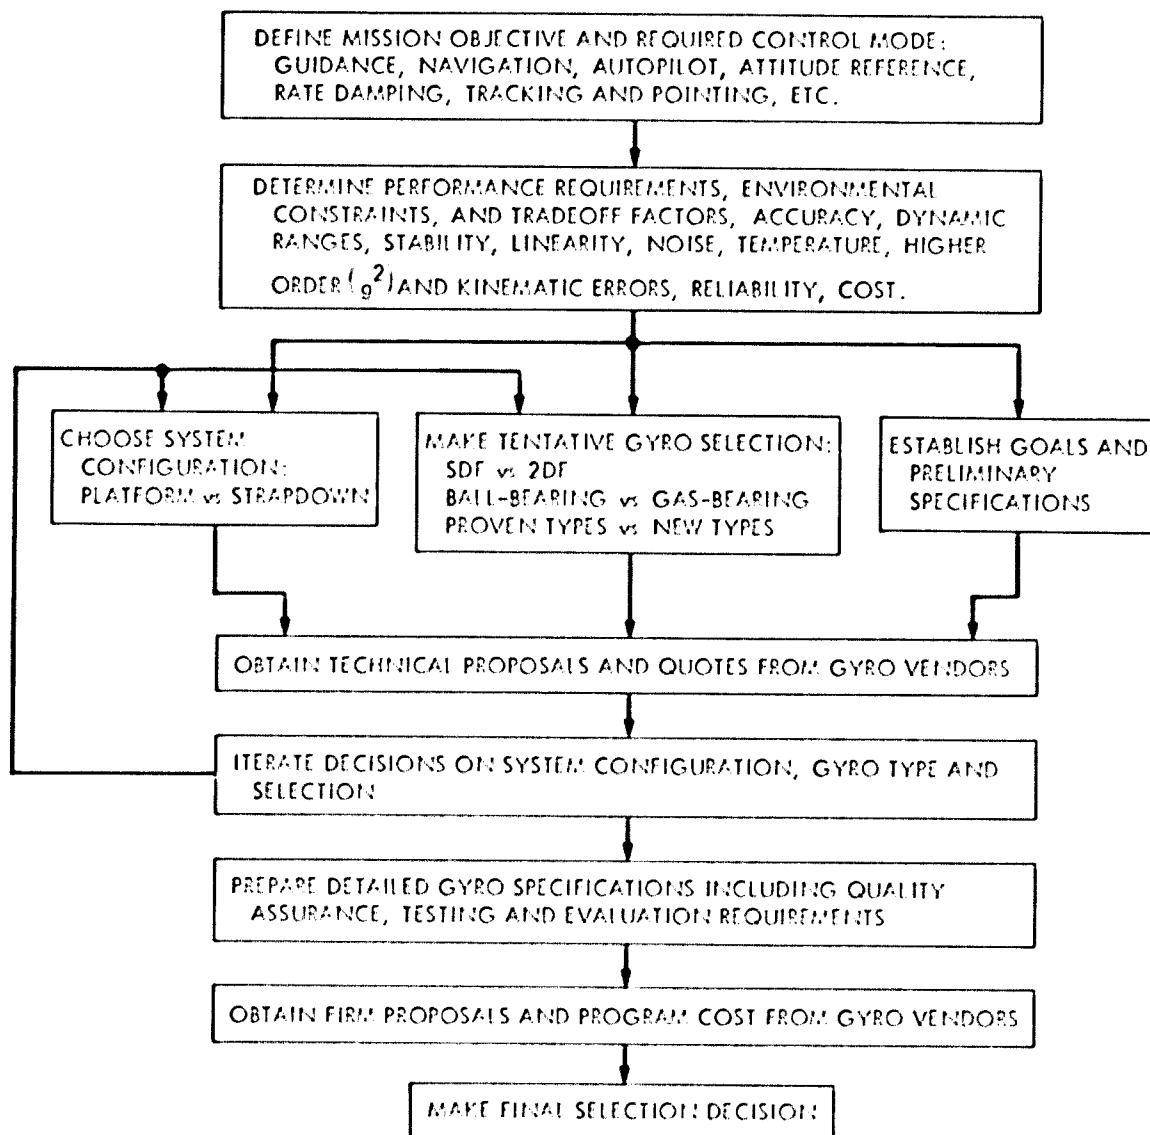 DEFINE MISSION OBJECTIVE AND REQUIRED CONTROL MODE:
GUIDANCE, NAVIGATION, AUTOPILOT, ATTITUDE REFERENCE,
RATE DAMPING, TRACKING AND POINTING, ETC.
DETERMINE PERFORMANCE REQUIREMENTS, ENVIRONMENTAL
CONSTRAINTS, AND TRADEOFF FACTORS, ACCURACY, DYNAMIC
RANGES, STABILITY, LINEARITY, NOISE, TEMPERATURE, HIGHER
ORDER (g²) AND KINEMATIC ERRORS, RELIABILITY, COST.
CHOOSE SYSTEM
CONFIGURATION:
PLATFORM vs STRAPDOWN
MAKE TENTATIVE GYRO SELECTION:
SDF vs 2DF
BALL-BEARING vs GAS-BEARING
PROVEN TYPES vs NEW TYPES
ESTABLISH GOALS AND
PRELIMINARY
SPECIFICATIONS
OBTAIN TECHNICAL PROPOSALS AND QUOTES FROM GYRO VENDORS
ITERATE DECISIONS ON SYSTEM CONFIGURATION, GYRO TYPE AND
SELECTION
PREPARE DETAILED GYRO SPECIFICATIONS INCLUDING QUALITY
ASSURANCE, TESTING AND EVALUATION REQUIREMENTS
OBTAIN FIRM PROPOSALS AND PROGRAM COST FROM GYRO VENDORS
MAKE FINAL SELECTION DECISION